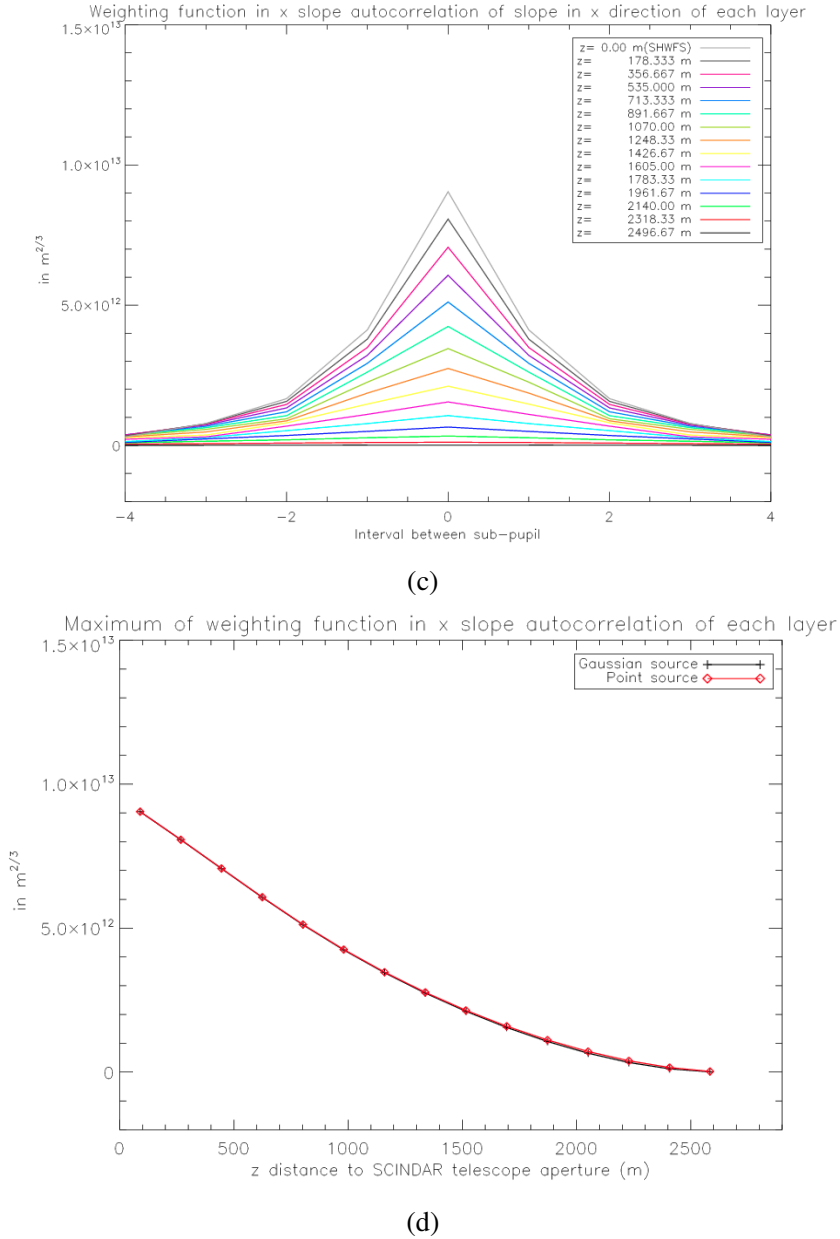 Weighting function in x slope autocorrelation of slope in x direction of each layer
1.5×10^13
1.0×10^13
5.0×10^12
0
in m^2/3
z= 0.00 m(SHWFS)
z= 178.333 m
z= 356.667 m
z= 535.000 m
z= 713.333 m
z= 891.667 m
z= 1070.00 m
z= 1248.33 m
z= 1426.67 m
z= 1605.00 m
z= 1783.33 m
z= 1961.67 m
z= 2140.00 m
z= 2318.33 m
z= 2496.67 m
−4 −2 0 2 4
Interval between sub−pupil
(c)
Maximum of weighting function in x slope autocorrelation of each layer
1.5×10^13
1.0×10^13
5.0×10^12
0
in m^2/3
Gaussian source
Point source
0 500 1000 1500 2000 2500
z distance to SCINDAR telescope aperture (m)
(d)